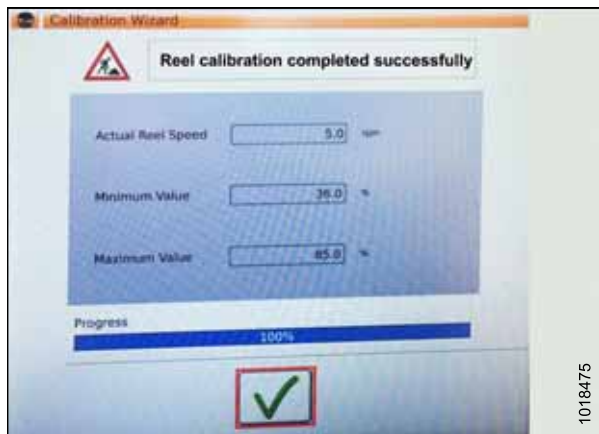 Calibration Wizard
Reel calibration completed successfully
Actual Reel Speed 5.0 rpm
Minimum Value 36.0 %
Maximum Value 85.0 %
Progress
100%
1018475